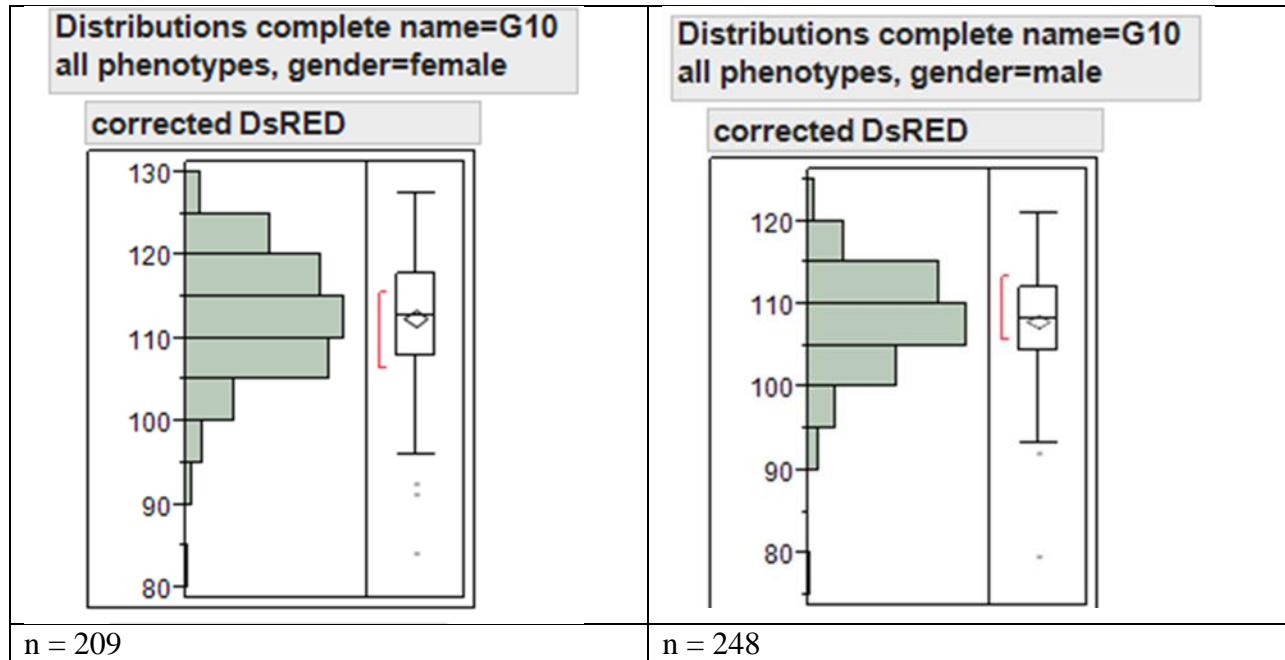 Distributions complete name=G10
all phenotypes, gender=female
corrected DsRED
130
120
110
100
90
80
n = 209
Distributions complete name=G10
all phenotypes, gender=male
corrected DsRED
120
110
100
90
80
n = 248